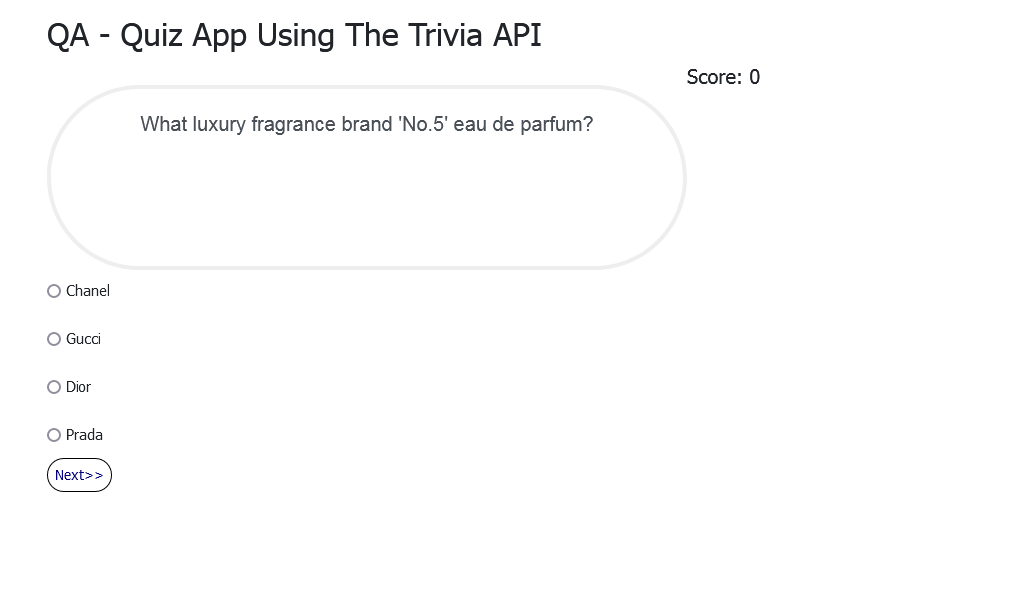 QA - Quiz App Using The Trivia API
Score: 0
What luxury fragrance brand 'No.5' eau de parfum?
Chanel
Gucci
Dior
Prada
Next>>